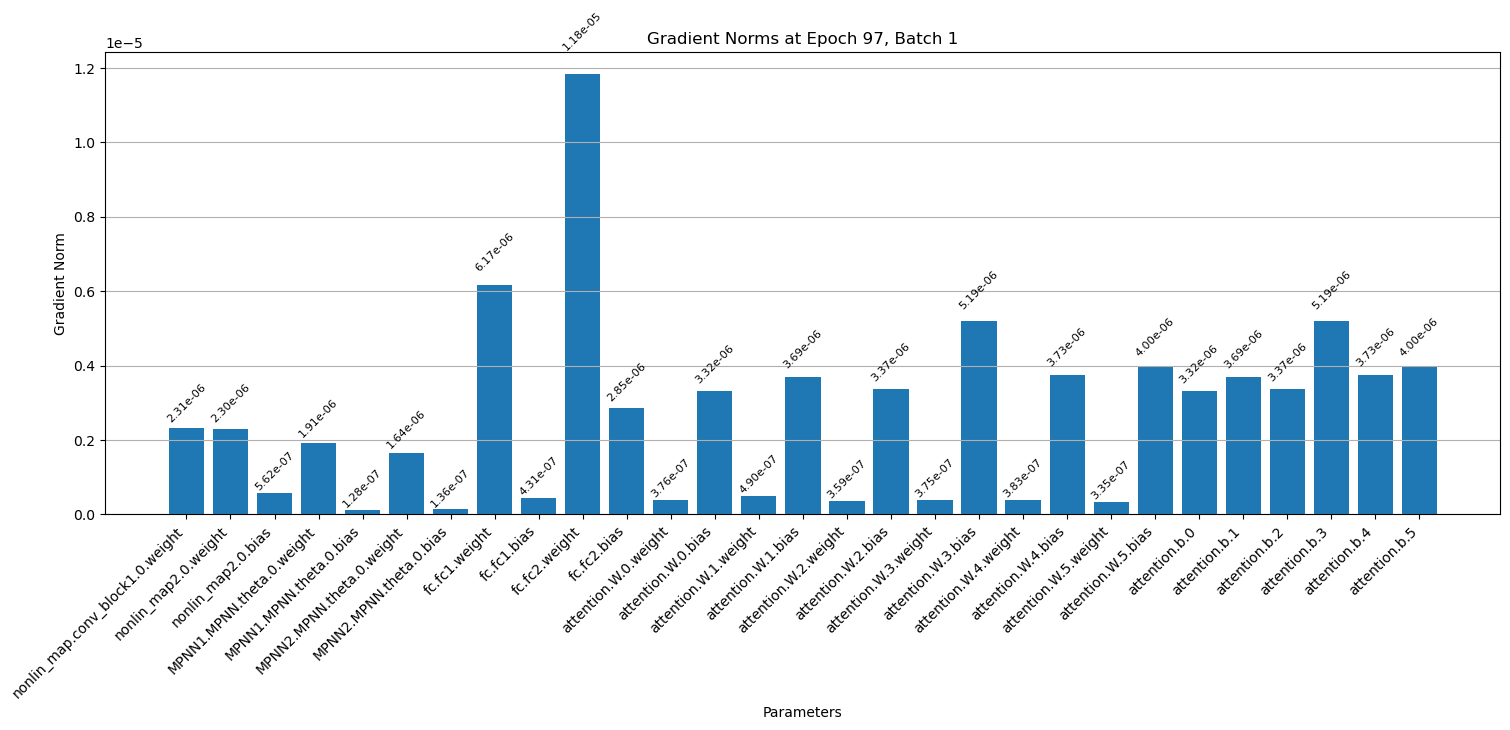 Gradient Norms at Epoch 97, Batch 1
1e−5
Gradient Norm
1.2
1.0
0.8
0.6
0.4
0.2
0.0
2.31e-06
2.30e-06
5.62e-07
1.91e-06
1.28e-07
1.64e-06
1.36e-07
6.17e-06
4.31e-07
1.18e-05
2.85e-06
3.76e-07
3.32e-06
4.90e-07
3.69e-06
3.59e-07
3.37e-06
3.75e-07
5.19e-06
3.83e-07
3.73e-06
3.35e-07
4.00e-06
3.32e-06
3.69e-06
3.37e-06
5.19e-06
3.73e-06
4.00e-06
nonlin_map.conv_block1.0.weight
nonlin_map2.0.weight
nonlin_map2.0.bias
MPNN1.MPNN.theta.0.weight
MPNN1.MPNN.theta.0.bias
MPNN2.MPNN.theta.0.weight
MPNN2.MPNN.theta.0.bias
fc.fc1.weight
fc.fc1.bias
fc.fc2.weight
fc.fc2.bias
attention.W.0.weight
attention.W.0.bias
attention.W.1.weight
attention.W.1.bias
attention.W.2.weight
attention.W.2.bias
attention.W.3.weight
attention.W.3.bias
attention.W.4.weight
attention.W.4.bias
attention.W.5.weight
attention.W.5.bias
attention.b.0
attention.b.1
attention.b.2
attention.b.3
attention.b.4
attention.b.5
Parameters